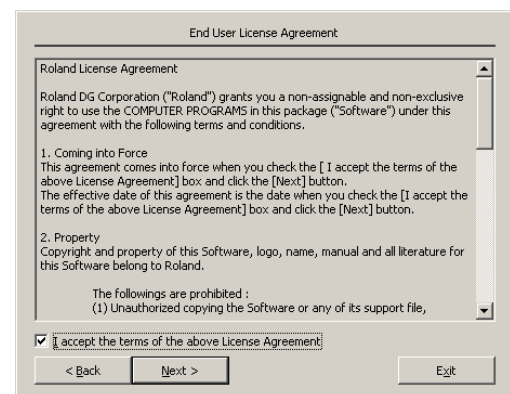 End User License Agreement
Roland License Agreement
Roland DG Corporation ("Roland") grants you a non-assignable and non-exclusive
right to use the COMPUTER PROGRAMS in this package ("Software") under this
agreement with the following terms and conditions.
1. Coming into Force
This agreement comes into force when you check the [ I accept the terms of the
above License Agreement] box and click the [Next] button.
The effective date of this agreement is the date when you check the [I accept the
terms of the above License Agreement] box and click the [Next] button.
2. Property
Copyright and property of this Software, logo, name, manual and all literature for
this Software belong to Roland.
The followings are prohibited :
(1) Unauthorized copying the Software or any of its support file,
I accept the terms of the above License Agreement
< Back Next > Exit